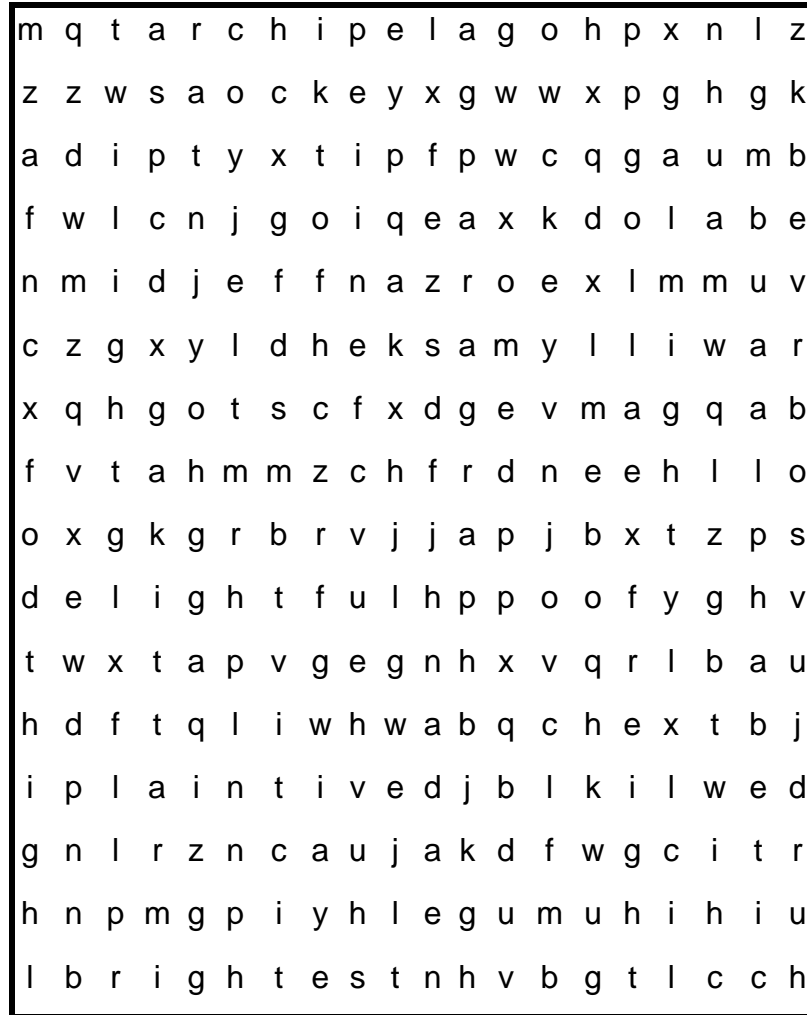 m q t a r c h i p e l a g o h p x n l z
z z w s a o c k e y x g w w x p g h g k
a d i p t y x t i p f p w c q g a u m b
f w l c n j g o i q e a x k d o l a b e
n m i d j e f f n a z r o e x l m m u v
c z g x y l d h e k s a m y l l i w a r
x q h g o t s c f x d g e v m a g q a b
f v t a h m m z c h f r d n e e h l l o
o x g k g r b r v j j a p j b x t z p s
d e l i g h t f u l h p p o o f y g h v
t w x t a p v g e g n h x v q r l b a u
h d f t q l i w h w a b q c h e x t b j
i p l a i n t i v e d j b l k i l w e d
g n l r z n c a u j a k d f w g c i t r
h n p m g p i y h l e g u m u h i h i u
l b r i g h t e s t n h v b g t l c c h